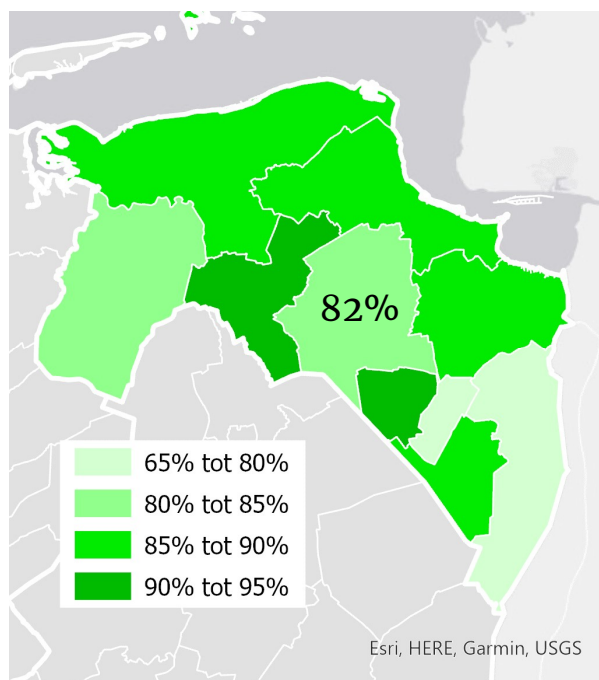 82%
65% tot 80%
80% tot 85%
85% tot 90%
90% tot 95%
Esri, HERE, Garmin, USGS